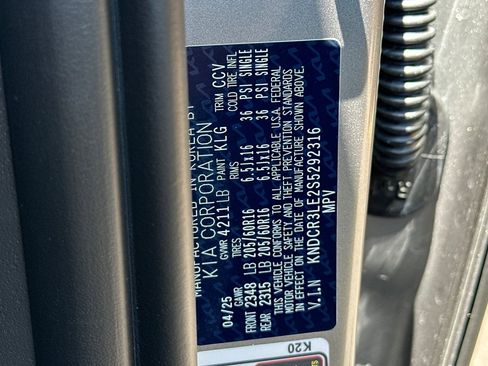 MANUFACTURED IN KOREA BY
KIA CORPORATION
04/25 GVWR 4211LB PAINT KLG TRIM CCV
GAWR TIRES RIMS COLD TIRE INFL
FRONT 2348 LB 205/60R16 6.5Jx16 36 PSI SINGLE
REAR 2315 LB 205/60R16 6.5Jx16 36 PSI SINGLE
THIS VEHICLE CONFORMS TO ALL APPLICABLE U.S.A. FEDERAL
MOTOR VEHICLE SAFETY AND THEFT PREVENTION STANDARDS
IN EFFECT ON THE DATE OF MANUFACTURE SHOWN ABOVE.
V.I.N KNDCR3LE2S5292316
MPV
K20